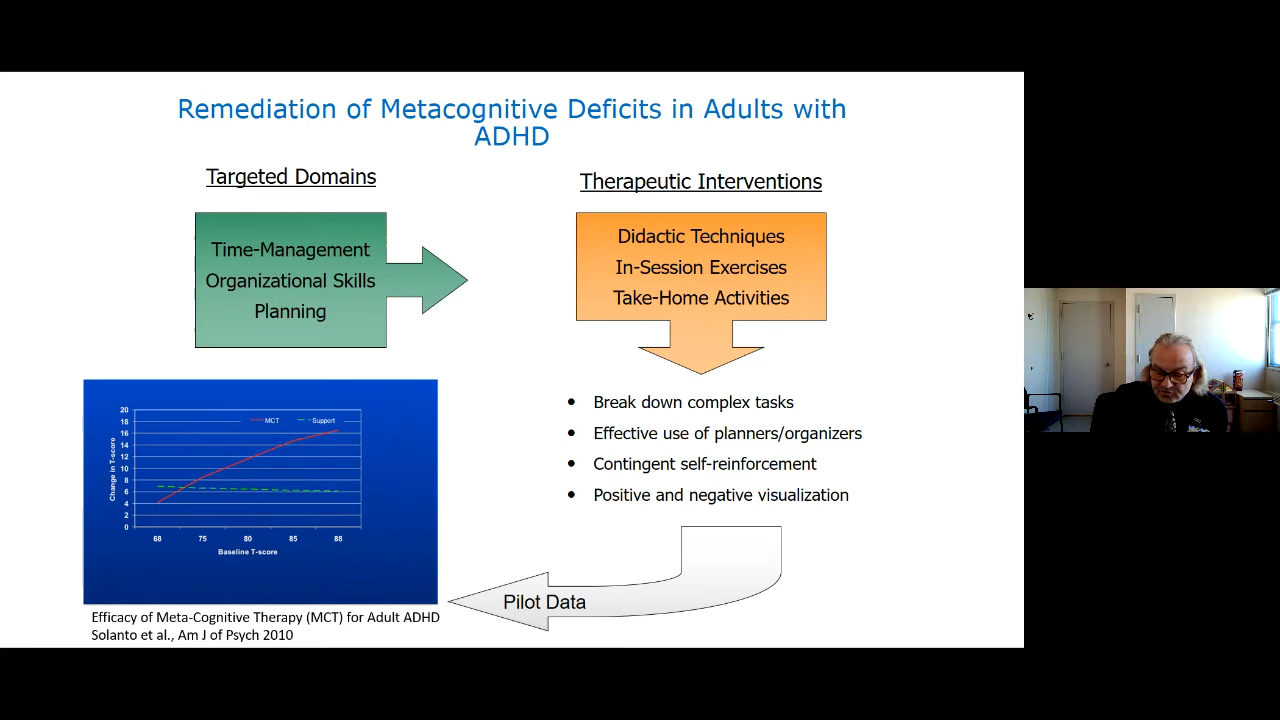 Remediation of Metacognitive Deficits in Adults with
ADHD
Targeted Domains
Therapeutic Interventions
Time-Management
Organizational Skills
Planning
Didactic Techniques
In-Session Exercises
Take-Home Activities
Break down complex tasks
Effective use of planners/organizers
Contingent self-reinforcement
Positive and negative visualization
Pilot Data
20
18
16
14
12
10
8
6
4
2
0
Change in T-score
MCT
Support
68 75 80 85 88
Baseline T-score
Efficacy of Meta-Cognitive Therapy (MCT) for Adult ADHD
Solanto et al., Am J of Psych 2010